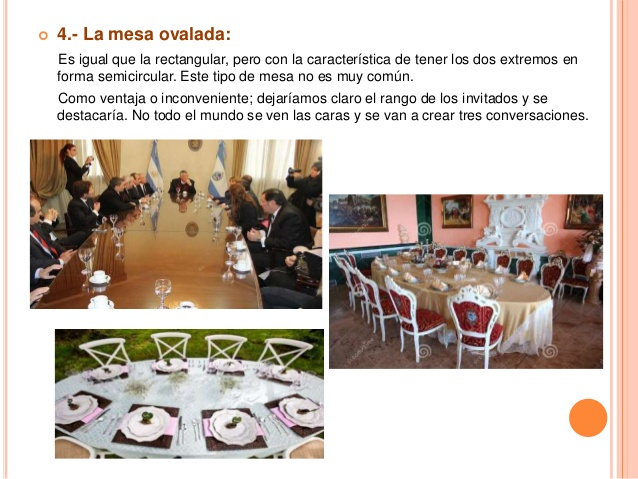 4.- La mesa ovalada:
Es igual que la rectangular, pero con la característica de tener los dos extremos en
forma semicircular. Este tipo de mesa no es muy común.
Como ventaja o inconveniente; dejaríamos claro el rango de los invitados y se
destacaría. No todo el mundo se ven las caras y se van a crear tres conversaciones.